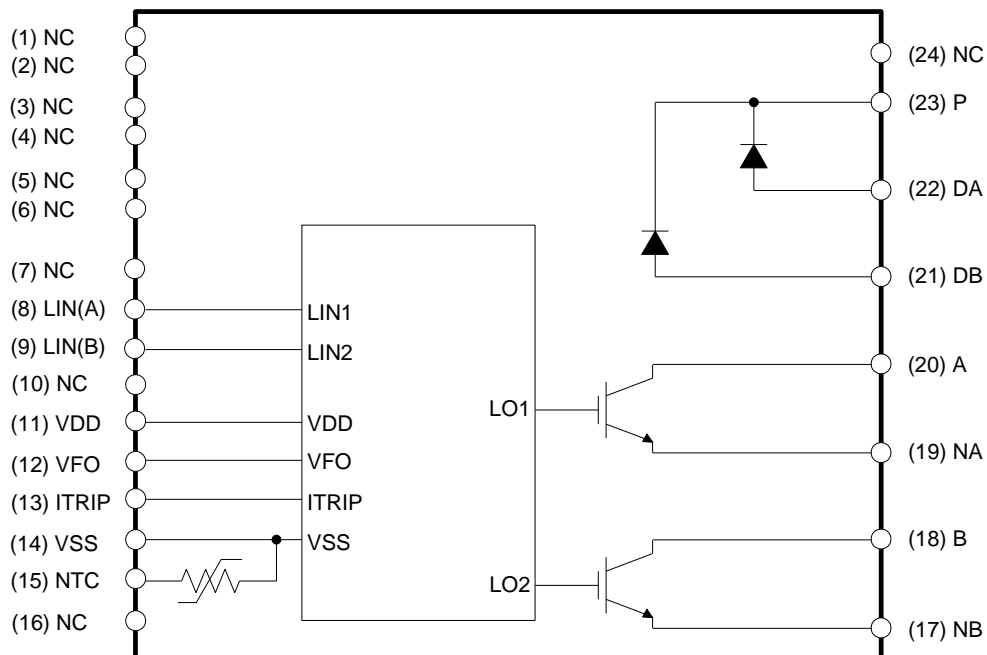 (1) NC
(2) NC
(3) NC
(4) NC
(5) NC
(6) NC
(7) NC
(8) LIN(A)
(9) LIN(B)
(10) NC
(11) VDD
(12) VFO
(13) ITRIP
(14) VSS
(15) NTC
(16) NC
LIN1
LIN2
VDD
VFO
ITRIP
VSS
LO1
LO2
(24) NC
(23) P
(22) DA
(21) DB
(20) A
(19) NA
(18) B
(17) NB